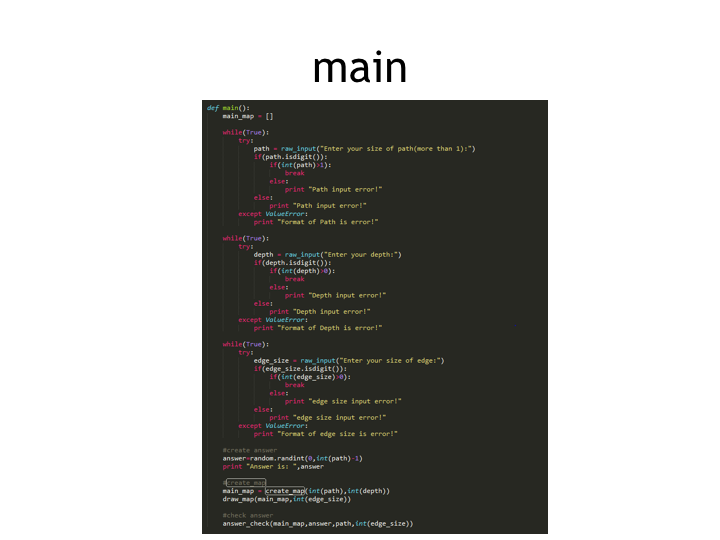 main
def main():
    main_map = []

    while(True):
        try:
            path = raw_input("Enter your size of path(more than 1):")
            if(path.isdigit()):
                if(int(path)>1):
                    break
                else:
                    print "Path input error!"
            else:
                print "Path input error!"
        except ValueError:
            print "Format of Path is error!"

    while(True):
        try:
            depth = raw_input("Enter your depth:")
            if(depth.isdigit()):
                if(int(depth)>0):
                    break
                else:
                    print "Depth input error!"
            else:
                print "Depth input error!"
        except ValueError:
            print "Format of Depth is error!"

    while(True):
        try:
            edge_size = raw_input("Enter your size of edge:")
            if(edge_size.isdigit()):
                if(int(edge_size)>0):
                    break
                else:
                    print "edge size input error!"
            else:
                print "edge size input error!"
        except ValueError:
            print "Format of edge size is error!"

    #create answer
    answer=random.randint(0,int(path)-1)
    print "Answer is: ",answer

    #create_map
    main_map = create_map(int(path),int(depth))
    draw_map(main_map,int(edge_size))

    #check answer
    answer_check(main_map,answer,path,int(edge_size))